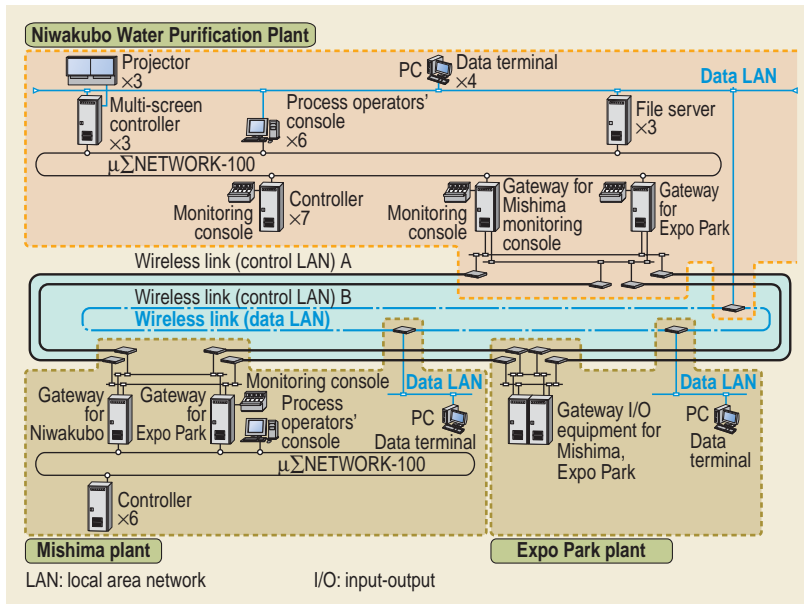 Niwakubo Water Purification Plant
Projector
×3
PC
Data terminal
×4
Data LAN
Multi-screen
controller
×3
Process operators'
console
×6
File server
×3
μ∑NETWORK-100
Monitoring
console
Controller
×7
Monitoring
console
Gateway for
Mishima
monitoring
console
Gateway
for
Expo Park
Wireless link (control LAN) A
Wireless link (control LAN) B
Wireless link (data LAN)
Gateway
for
Niwakubo
Gateway
for
Expo Park
Monitoring console
Process
operators'
console
Data LAN
PC
Data terminal
μ∑NETWORK-100
Controller
×6
Gateway I/O
equipment for
Mishima,
Expo Park
Data LAN
PC
Data
terminal
Mishima plant
Expo Park plant
LAN: local area network
I/O: input-output